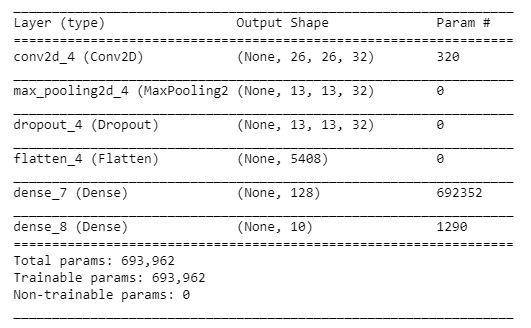 Layer (type) Output Shape Param #
conv2d_4 (Conv2D) (None, 26, 26, 32) 320
max_pooling2d_4 (MaxPooling2 (None, 13, 13, 32) 0
dropout_4 (Dropout) (None, 13, 13, 32) 0
flatten_4 (Flatten) (None, 5408) 0
dense_7 (Dense) (None, 128) 692352
dense_8 (Dense) (None, 10) 1290
Total params: 693,962
Trainable params: 693,962
Non-trainable params: 0